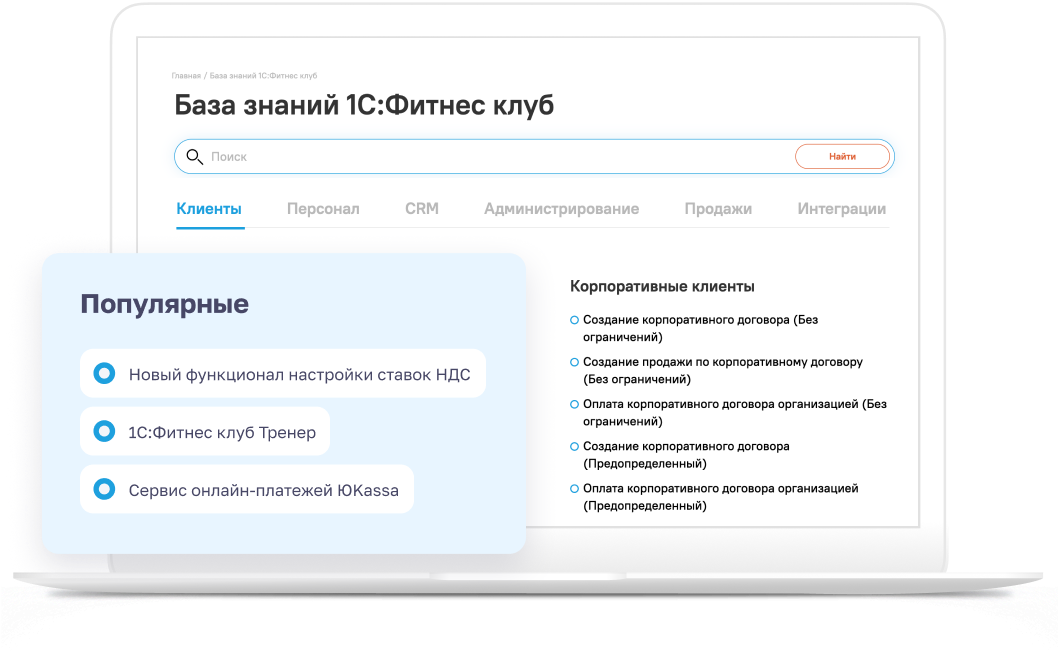 Главная / База знаний 1С:Фитнес клуб
База знаний 1С:Фитнес клуб
Поиск
Найти
Клиенты Персонал CRM Администрирование Продажи Интеграции
Популярные
Новый функционал настройки ставок НДС
1С:Фитнес клуб Тренер
Сервис онлайн-платежей ЮKassa
Корпоративные клиенты
Создание корпоративного договора (Без
ограничений)
Создание продажи по корпоративному договору
(Без ограничений)
Оплата корпоративного договора организацией (Без
ограничений)
Создание корпоративного договора
(Предопределенный)
Оплата корпоративного договора организацией
(Предопределенный)